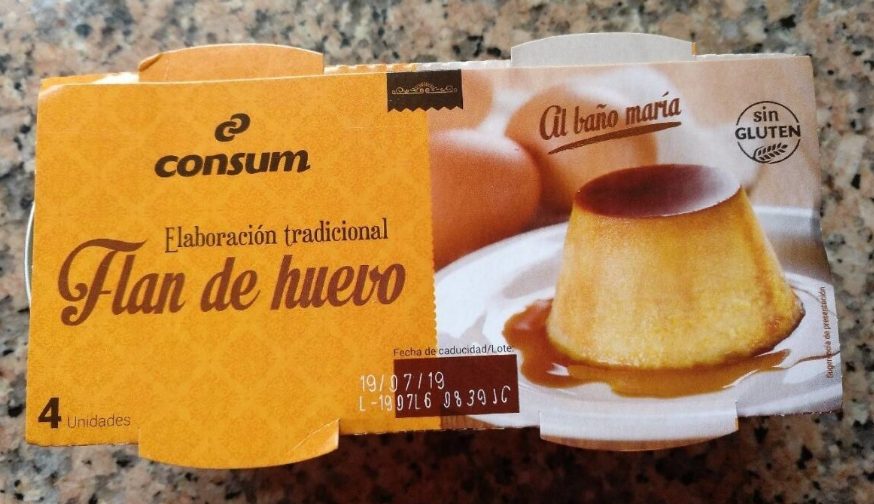 consum
Elaboración tradicional
Flan de huevo
4 Unidades
Al baño maría
sin
GLUTEN
Fecha de caducidad/Lote:
19/07/19
L-1907L6 08:39 JC
Sugerencia de presentación